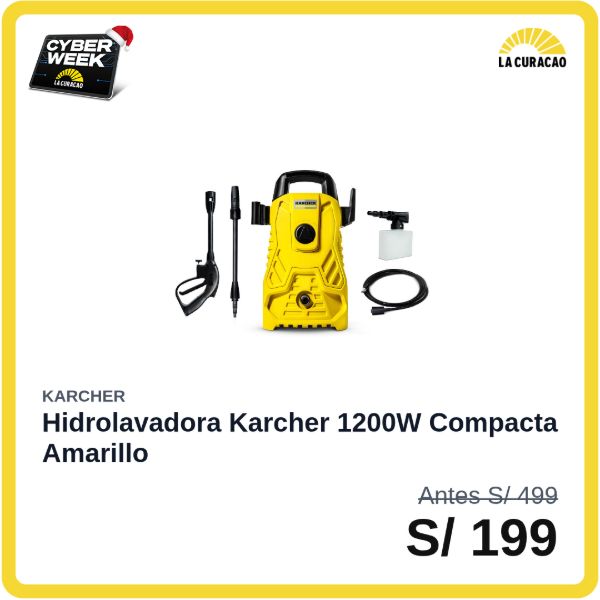 CYBER
WEEK
LA CURACAO
LA CURACAO
KARCHER
KARCHER
Hidrolavadora Karcher 1200W Compacta
Amarillo
Antes S/ 499
S/ 199